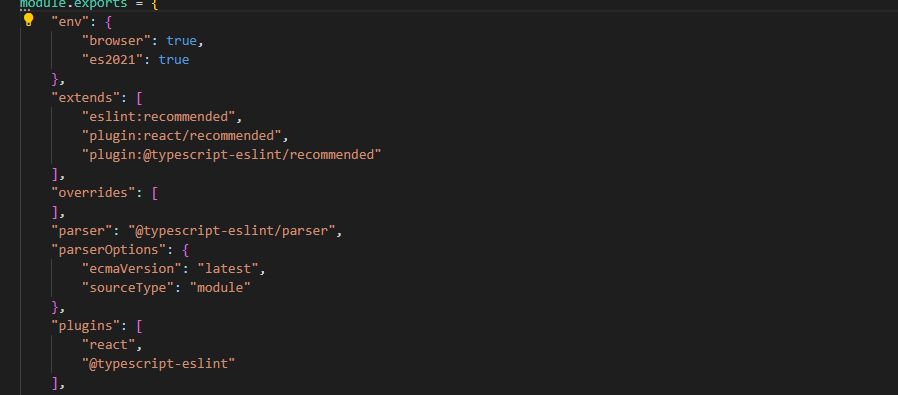 module.exports = {
    "env": {
        "browser": true,
        "es2021": true
    },
    "extends": [
        "eslint:recommended",
        "plugin:react/recommended",
        "plugin:@typescript-eslint/recommended"
    ],
    "overrides": [
    ],
    "parser": "@typescript-eslint/parser",
    "parserOptions": {
        "ecmaVersion": "latest",
        "sourceType": "module"
    },
    "plugins": [
        "react",
        "@typescript-eslint"
    ],